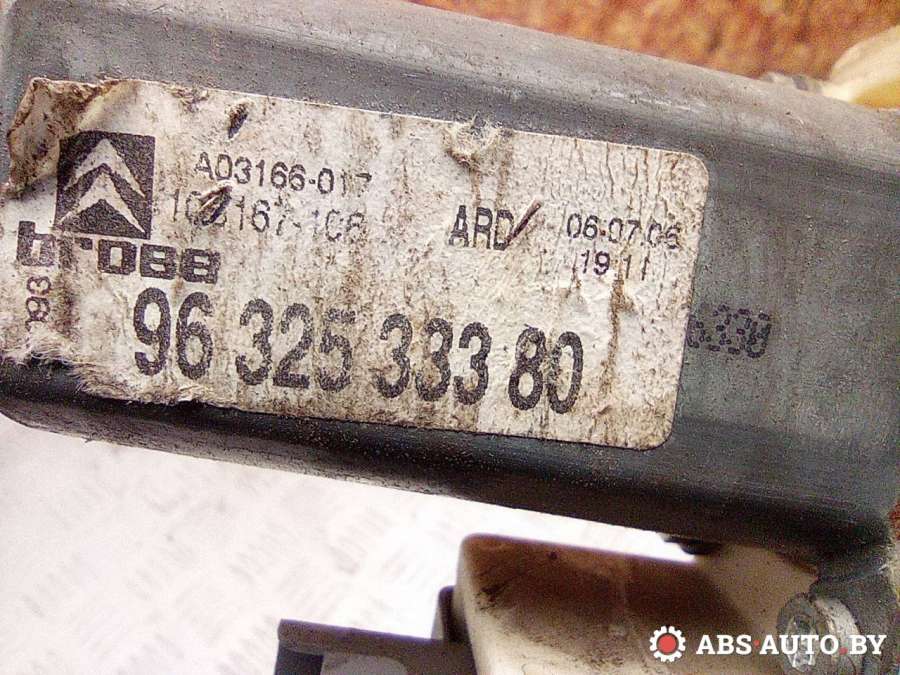 A03166-017
ARD
06.07.06
19 11
brose
96 325 333 80
ABS-AUTO.BY